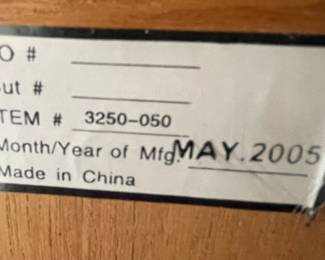 O #
ut #
TEM # 3250-050
Month/Year of Mfg. MAY.2005
Made in China